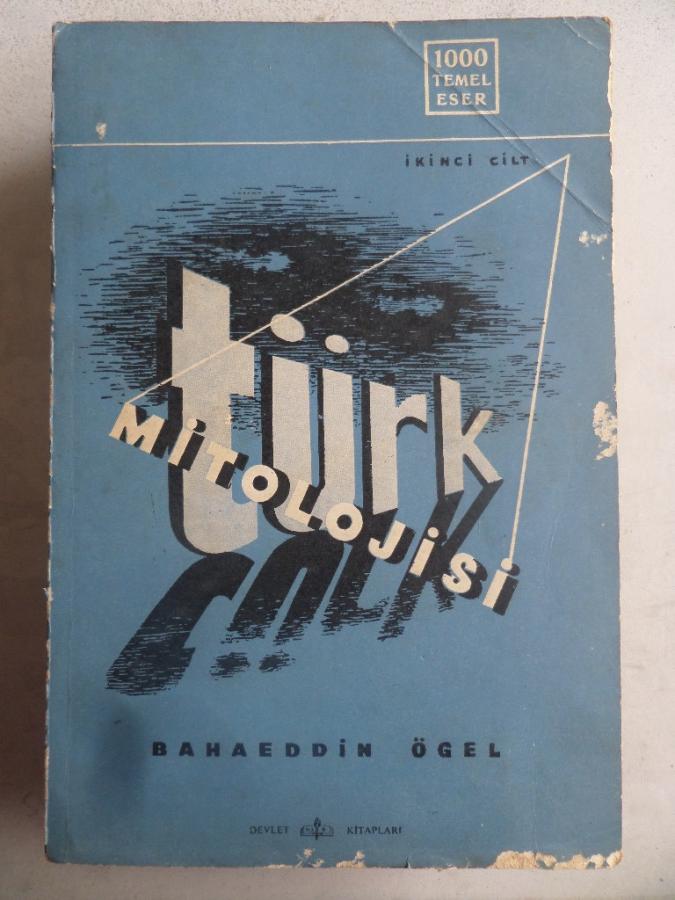 1000
TEMEL
ESER
İKİNCİ CİLT
türk
MİTOLOJİSİ
BAHAEDDİN ÖGEL
DEVLET KİTAPLARI